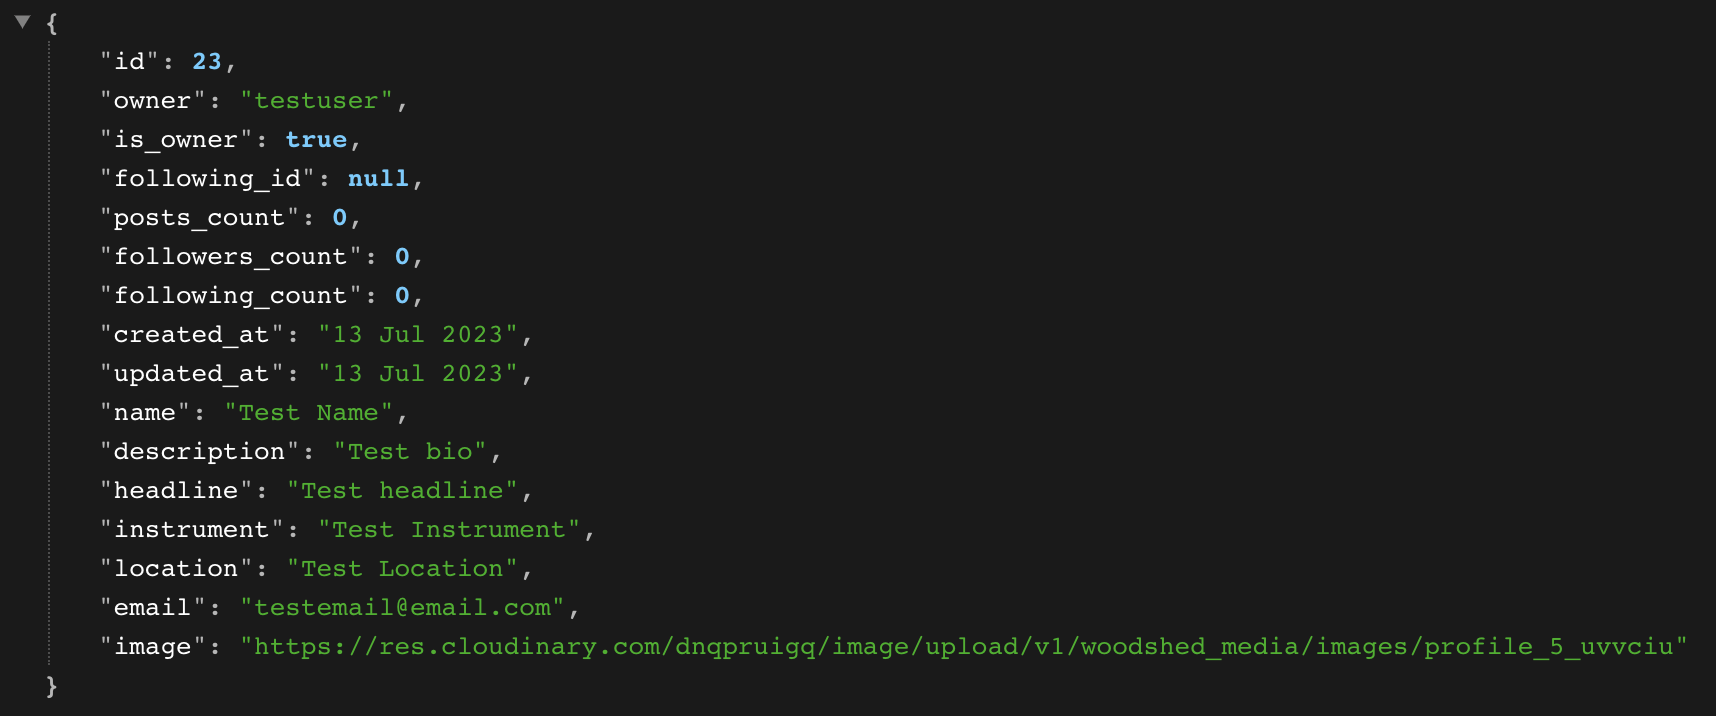 {
"id": 23,
"owner": "testuser",
"is_owner": true,
"following_id": null,
"posts_count": 0,
"followers_count": 0,
"following_count": 0,
"created_at": "13 Jul 2023",
"updated_at": "13 Jul 2023",
"name": "Test Name",
"description": "Test bio",
"headline": "Test headline",
"instrument": "Test Instrument",
"location": "Test Location",
"email": "testemail@email.com",
"image": "https://res.cloudinary.com/dnqpruigq/image/upload/v1/woodshed_media/images/profile_5_uvvciu"
}